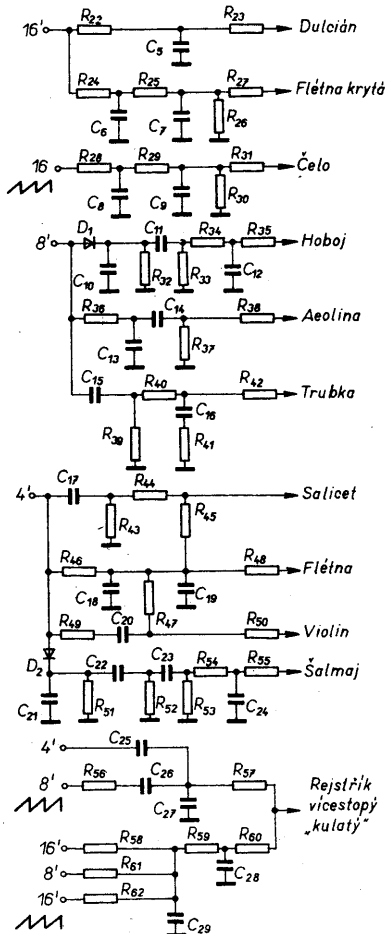 16' R22 R23 Dulcián
C5
R24 R25 R27 Flétna krytá
C6 C7 R26
16 R28 R29 R31 Čelo
C8 C9 R30
8' D1 C11 R34 R35 Hoboj
C10 R32 R33 C12
R36 C14 R38 Aeolina
C13 R37
C15 R40 R42 Trubka
C16
R39 R41
4' C17 R44 Salicet
R43 R45
R46 R48 Flétna
C18 C19
R47
R49 C20 R50 Violin
D2 C22 C23 R54 R55 Šalmaj
C21 R51 R52 R53 C24
4' C25
8' R56 C26 R57 Rejstřík
C27 vícestopý
„kulatý"
16' R58 R59 R60
8' R61 C28
16' R62
C29